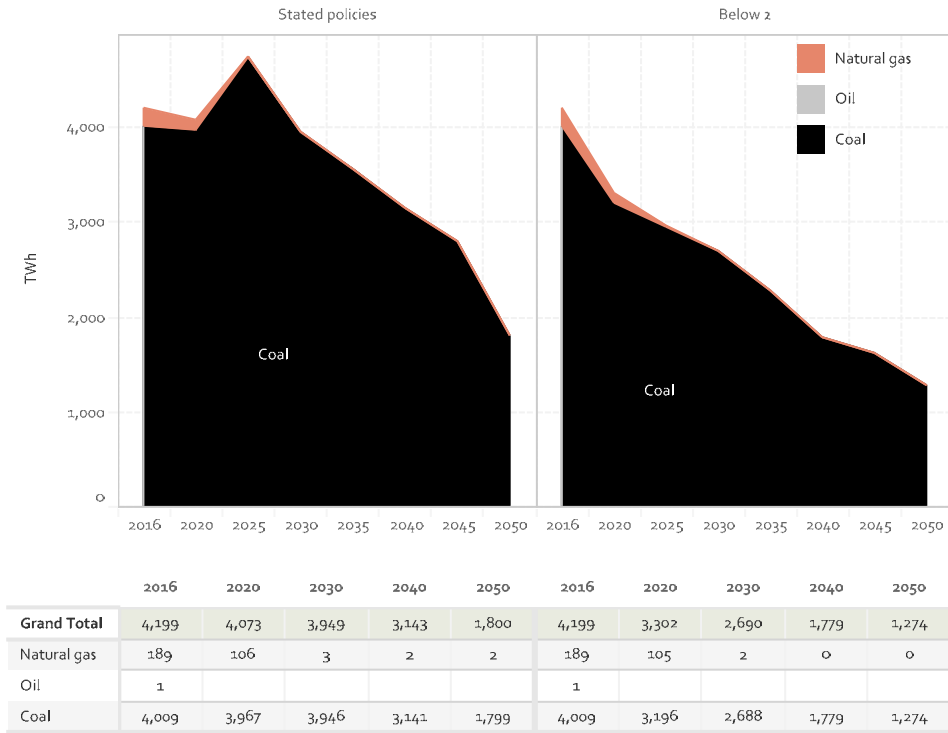 Stated policies Below 2
Natural gas
Oil
Coal
4,000
3,000
2,000
1,000
0
TWh
Coal
Coal
2016 2020 2025 2030 2035 2040 2045 2050 2016 2020 2025 2030 2035 2040 2045 2050
2016 2020 2030 2040 2050 2016 2020 2030 2040 2050
Grand Total 4,199 4,073 3,949 3,143 1,800 4,199 3,302 2,690 1,779 1,274
Natural gas 189 106 3 2 2 189 105 2 0 0
Oil 1 1
Coal 4,009 3,967 3,946 3,141 1,799 4,009 3,196 2,688 1,779 1,274